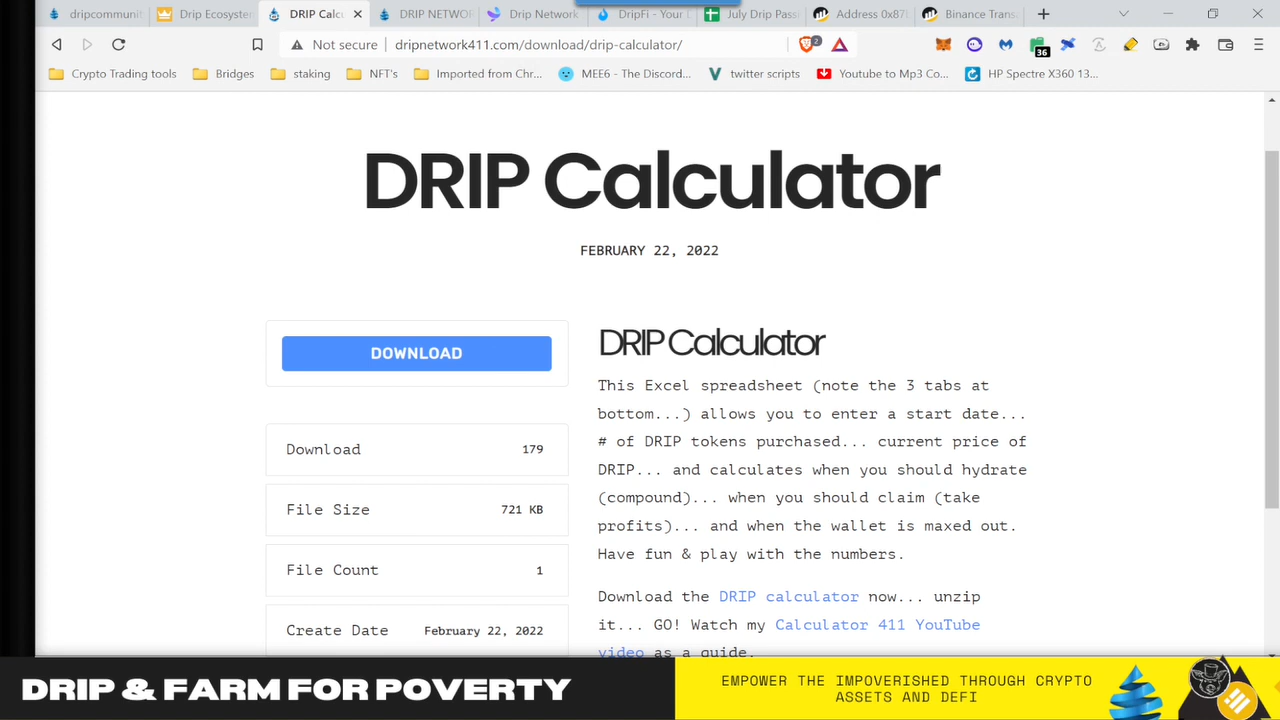 dripcommuni
Drip Ecosyste
DRIP Calcu
DRIP NETWO
Drip Network
DripFi - Your
July Drip Pass
Address 0x87
Binance Trans
Not secure
dripnetwork411.com/download/drip-calculator/
2
36
Crypto Trading tools
Bridges
staking
NFT's
Imported from Chr...
MEE6 - The Discord...
twitter scripts
Youtube to Mp3 Co...
HP Spectre X360 13...
DRIP Calculator
FEBRUARY 22, 2022
DOWNLOAD
Download 179
File Size 721 KB
File Count 1
Create Date February 22, 2022
DRIP Calculator
This Excel spreadsheet (note the 3 tabs at
bottom...) allows you to enter a start date...
# of DRIP tokens purchased... current price of
DRIP... and calculates when you should hydrate
(compound)... when you should claim (take
profits)... and when the wallet is maxed out.
Have fun & play with the numbers.
Download the DRIP calculator now... unzip
it... GO! Watch my Calculator 411 YouTube
video as a guide.
DRIP & FARM FOR POVERTY
EMPOWER THE IMPOVERISHED THROUGH CRYPTO
ASSETS AND DEFI